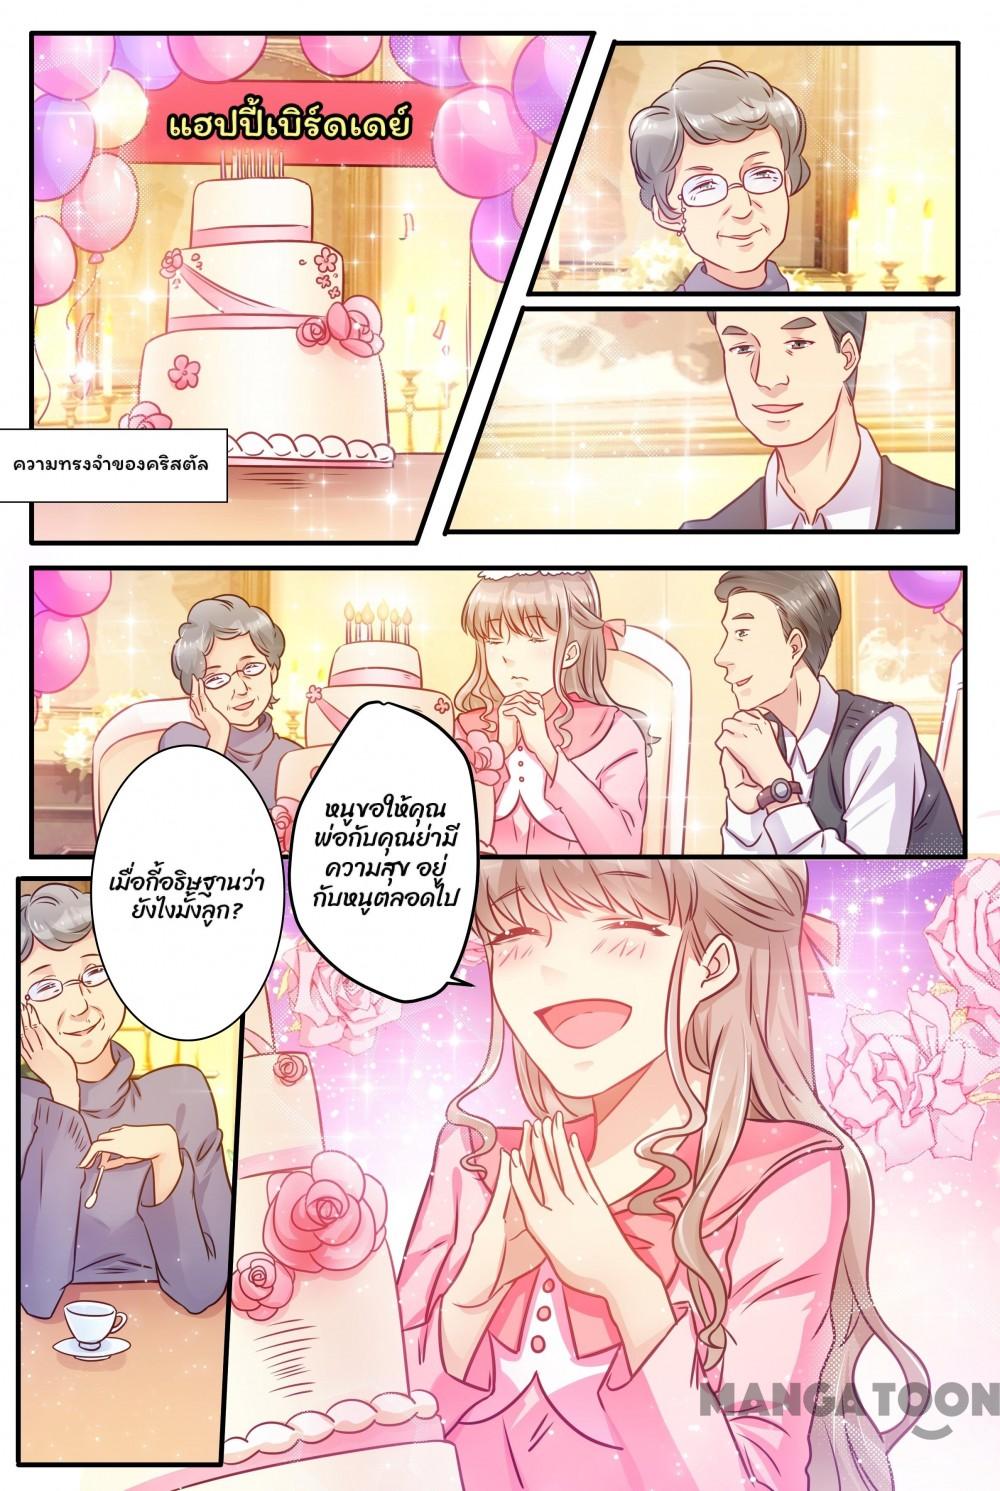 แฮปปี้เบิร์ดเดย์
ความทรงจำของคริสตัล
เมื่อกี้อธิษฐานว่า
ยังไงมั้งลูก?
หนูขอให้คุณ
พ่อกับคุณย่ามี
ความสุข อยู่
กับหนูตลอดไป
MANGATOON